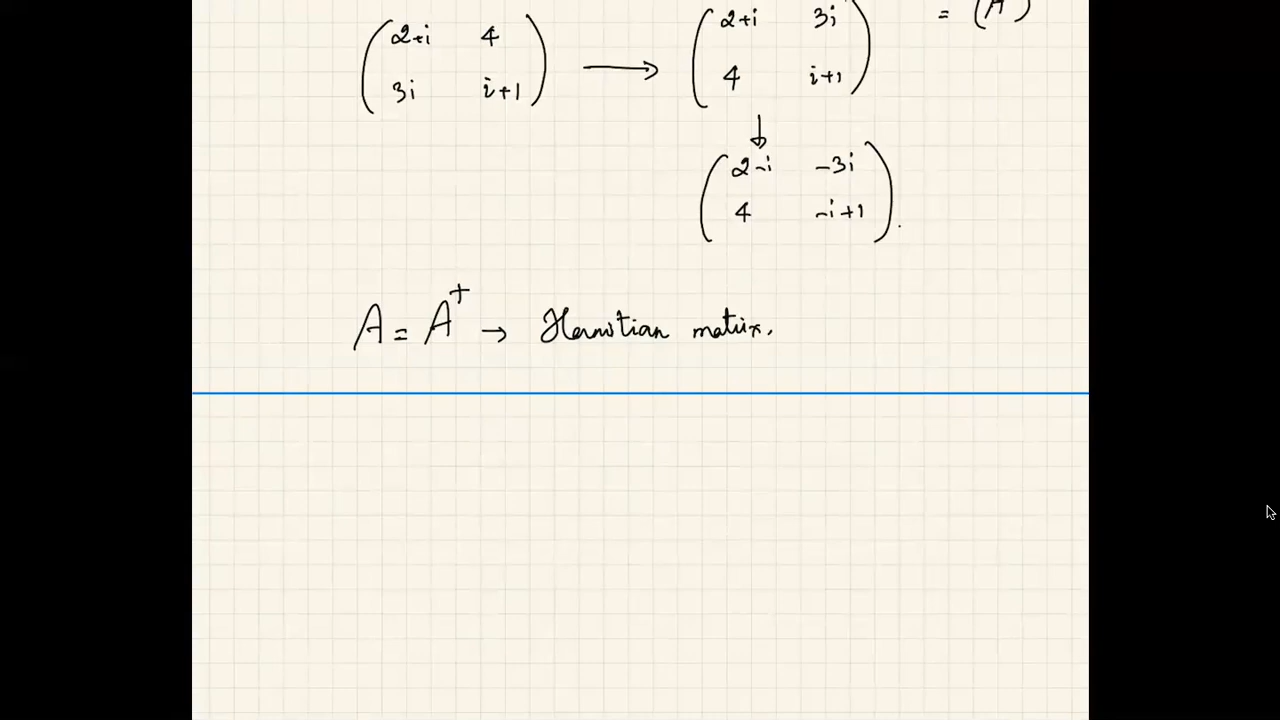 (2+i 4) → (2+i 3i) = (A )
(3i i+1) (4 i+1)
↓
(2-i -3i)
(4 -i+1).
A = A† → Hermitian matrix.